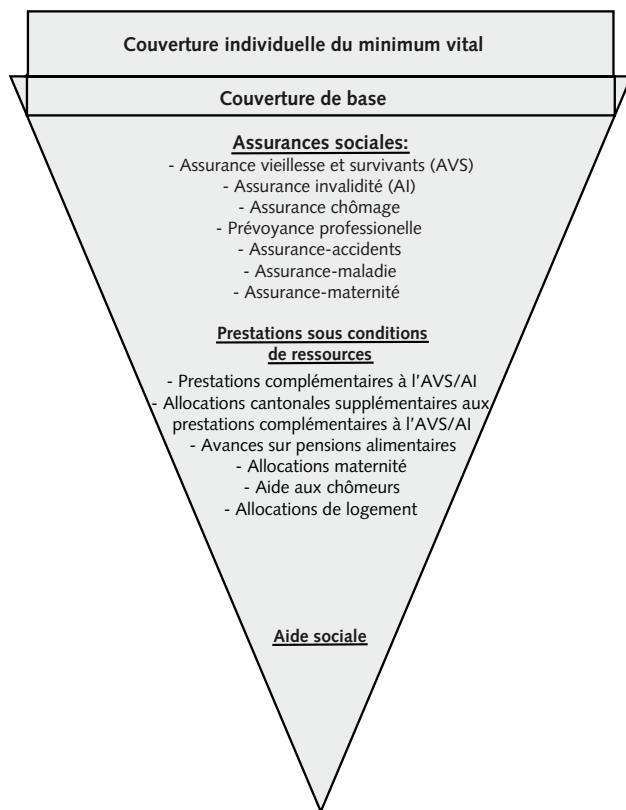 Couverture individuelle du minimum vital
Couverture de base
Assurances sociales:
- Assurance vieillesse et survivants (AVS)
- Assurance invalidité (AI)
- Assurance chômage
- Prévoyance professionelle
- Assurance-accidents
- Assurance-maladie
- Assurance-maternité
Prestations sous conditions
de ressources
- Prestations complémentaires à l'AVS/AI
- Allocations cantonales supplémentaires aux
prestations complémentaires à l'AVS/AI
- Avances sur pensions alimentaires
- Allocations maternité
- Aide aux chômeurs
- Allocations de logement
Aide sociale